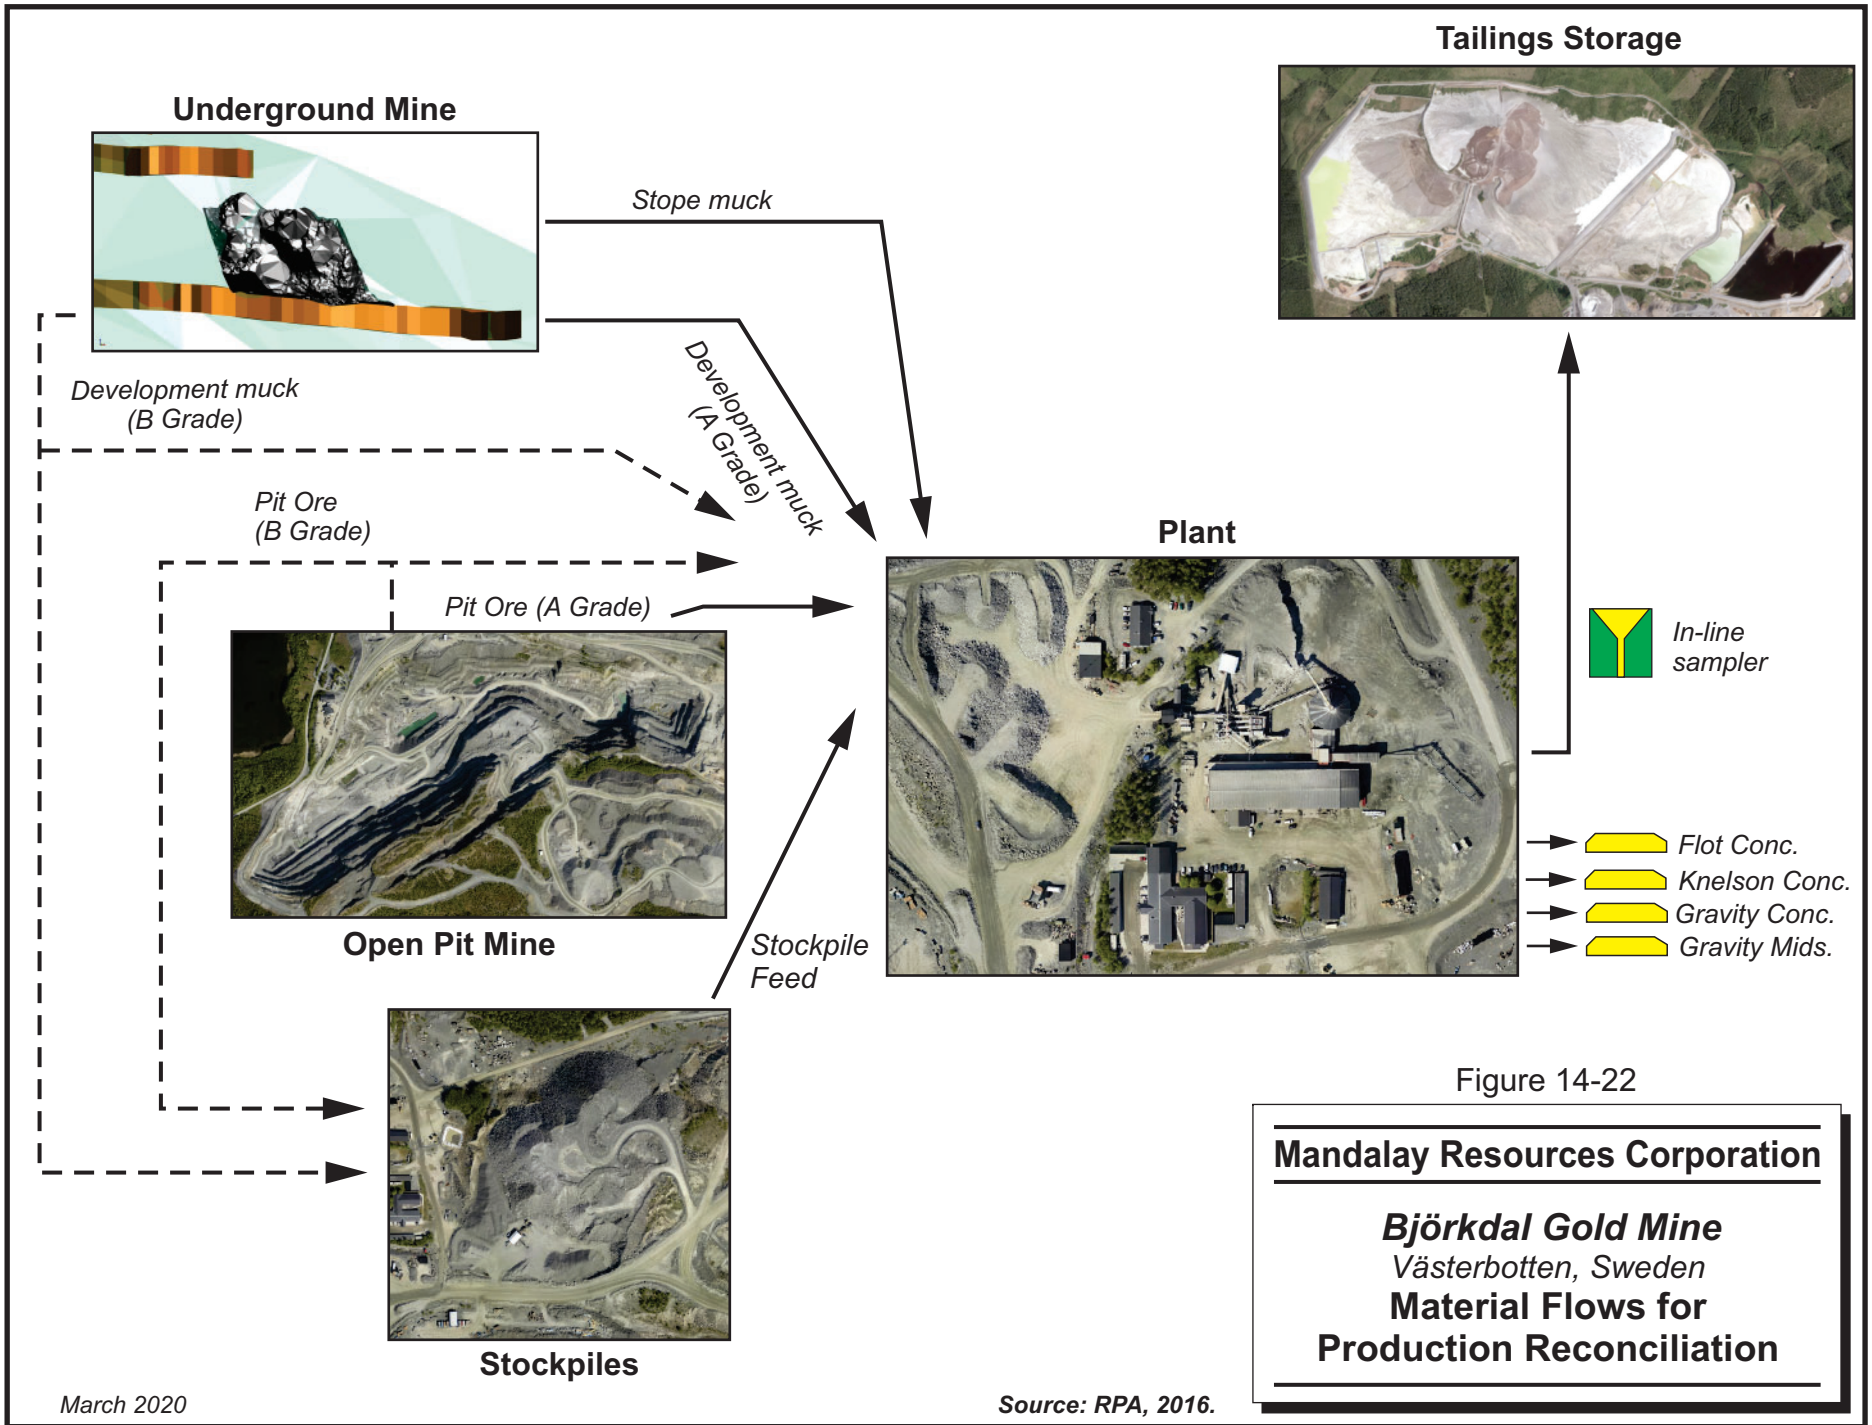 Tailings Storage
Underground Mine
Stope muck
Development muck
(A Grade)
Development muck
(B Grade)
Pit Ore
(B Grade)
Pit Ore (A Grade)
Plant
In-line
sampler
Flot Conc.
Knelson Conc.
Gravity Conc.
Gravity Mids.
Open Pit Mine
Stockpile
Feed
Stockpiles
Figure 14-22
Mandalay Resources Corporation
Björkdal Gold Mine
Västerbotten, Sweden
Material Flows for
Production Reconciliation
March 2020
Source: RPA, 2016.